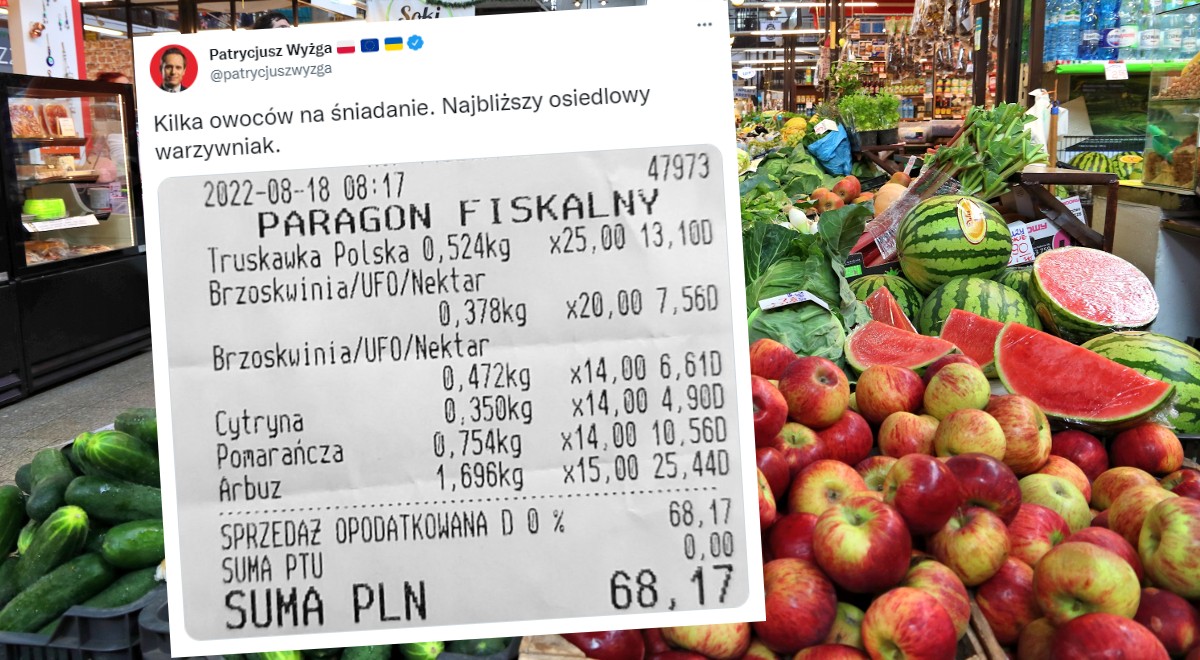 Soki
Patrycjusz Wyżga 🇵🇱 🇪🇺 🇺🇦
@patrycjuszwyzga
Kilka owoców na śniadanie. Najbliższy osiedlowy
warzywniak.
2022-08-18 08:17 47973
PARAGON FISKALNY
Truskawka Polska 0,524kg x25,00 13,10D
Brzoskwinia/UFO/Nektar
0,378kg x20,00 7,56D
Brzoskwinia/UFO/Nektar
0,472kg x14,00 6,61D
Cytryna 0,350kg x14,00 4,90D
Pomarańcza 0,754kg x14,00 10,56D
Arbuz 1,696kg x15,00 25,44D
SPRZEDAŻ OPODATKOWANA D 0 % 68,17
SUMA PTU 0,00
SUMA PLN 68,17